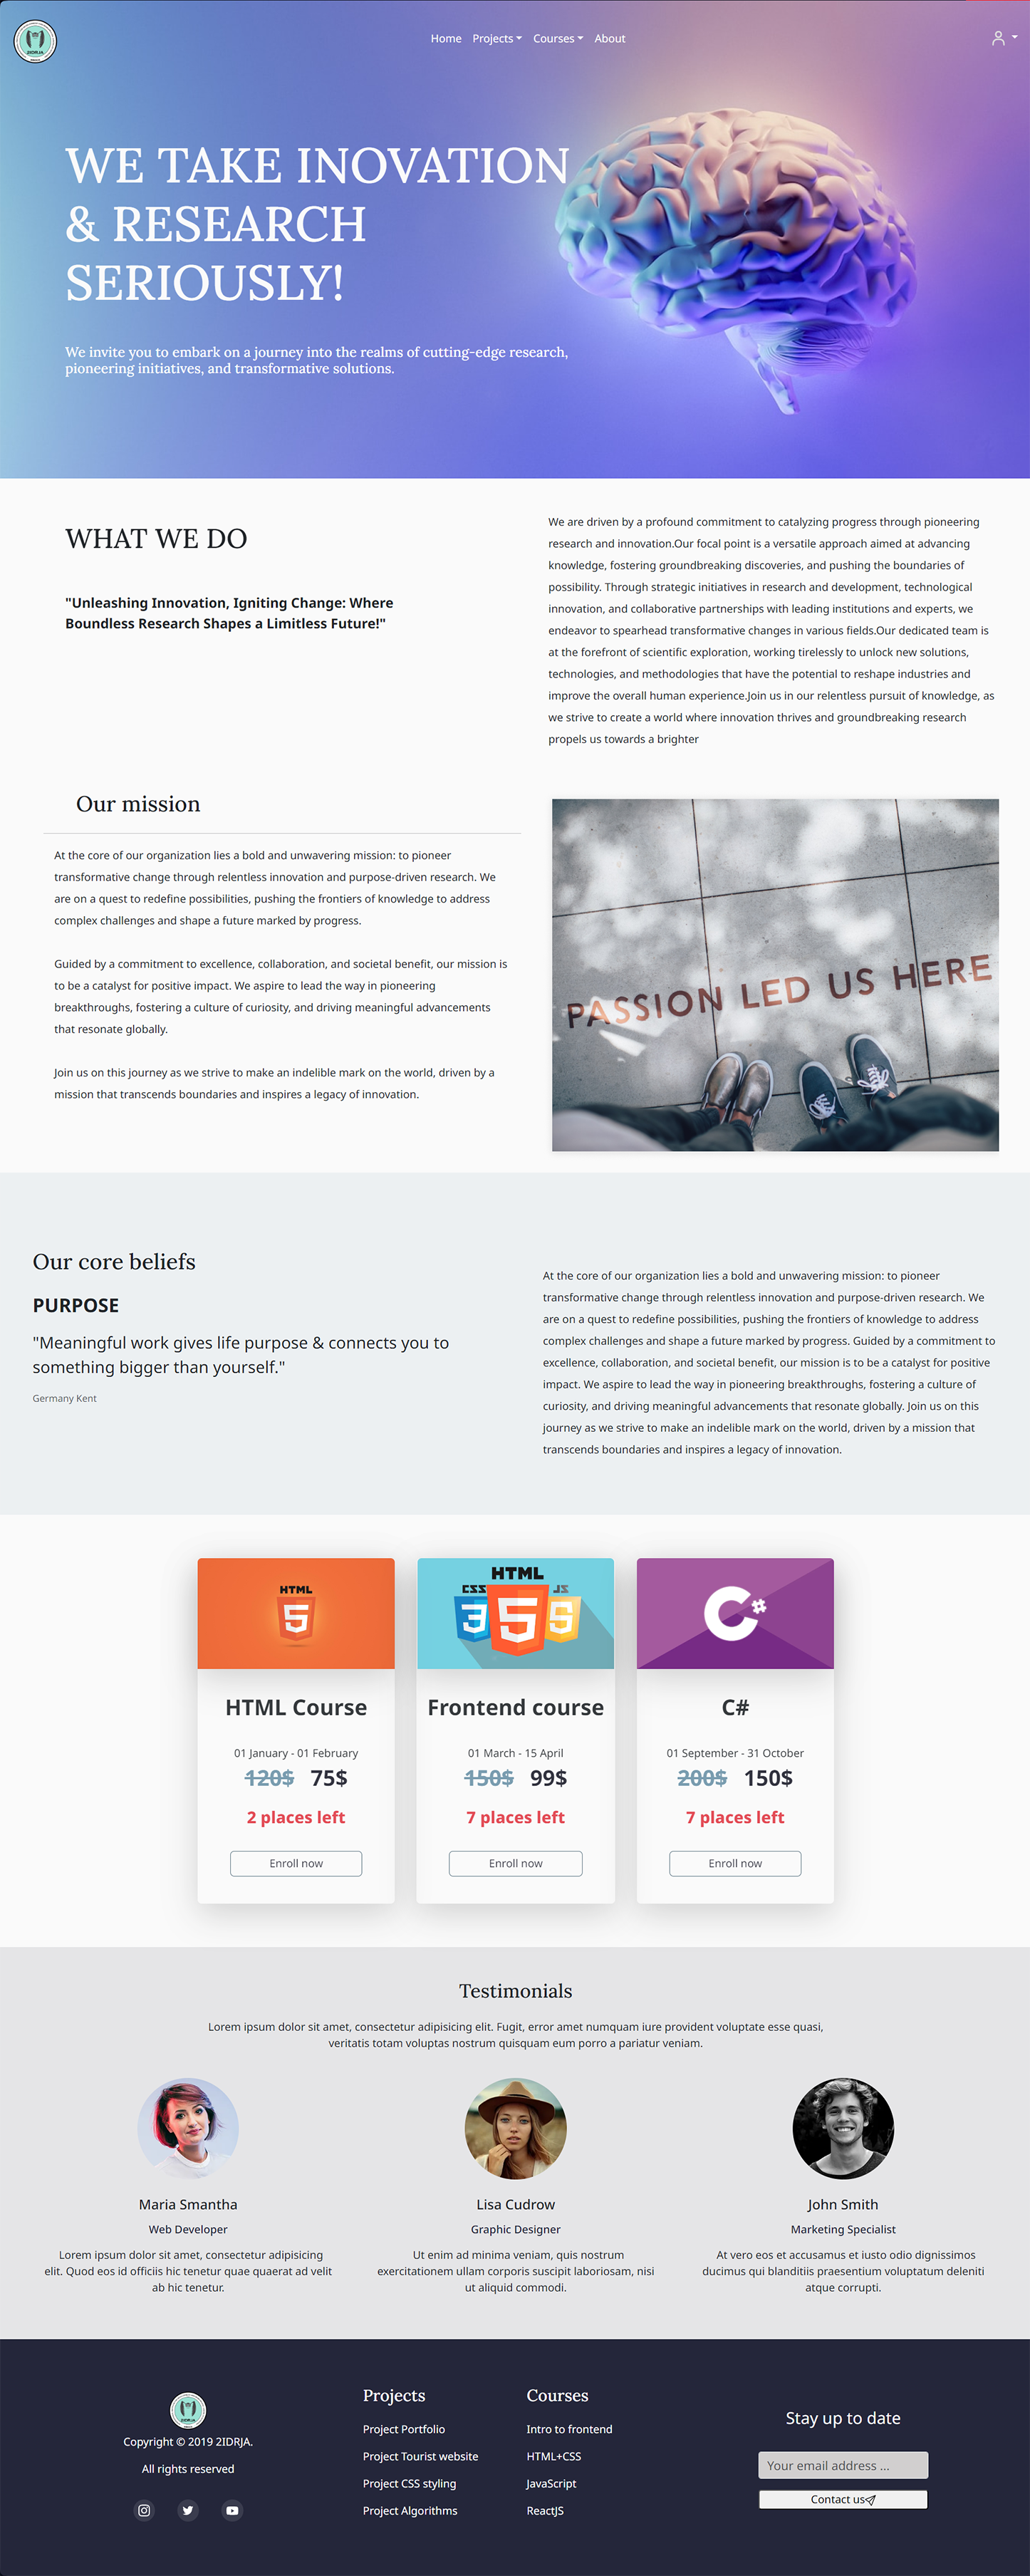 2IDRJA
Home Projects Courses About
WE TAKE INOVATION
& RESEARCH
SERIOUSLY!
We invite you to embark on a journey into the realms of cutting-edge research,
pioneering initiatives, and transformative solutions.
WHAT WE DO
"Unleashing Innovation, Igniting Change: Where
Boundless Research Shapes a Limitless Future!"
We are driven by a profound commitment to catalyzing progress through pioneering
research and innovation.Our focal point is a versatile approach aimed at advancing
knowledge, fostering groundbreaking discoveries, and pushing the boundaries of
possibility. Through strategic initiatives in research and development, technological
innovation, and collaborative partnerships with leading institutions and experts, we
endeavor to spearhead transformative changes in various fields.Our dedicated team is
at the forefront of scientific exploration, working tirelessly to unlock new solutions,
technologies, and methodologies that have the potential to reshape industries and
improve the overall human experience.Join us in our relentless pursuit of knowledge, as
we strive to create a world where innovation thrives and groundbreaking research
propels us towards a brighter
Our mission
At the core of our organization lies a bold and unwavering mission: to pioneer
transformative change through relentless innovation and purpose-driven research. We
are on a quest to redefine possibilities, pushing the frontiers of knowledge to address
complex challenges and shape a future marked by progress.
Guided by a commitment to excellence, collaboration, and societal benefit, our mission is
to be a catalyst for positive impact. We aspire to lead the way in pioneering
breakthroughs, fostering a culture of curiosity, and driving meaningful advancements
that resonate globally.
Join us on this journey as we strive to make an indelible mark on the world, driven by a
mission that transcends boundaries and inspires a legacy of innovation.
PASSION LED US HERE
Our core beliefs
PURPOSE
"Meaningful work gives life purpose & connects you to
something bigger than yourself."
Germany Kent
At the core of our organization lies a bold and unwavering mission: to pioneer
transformative change through relentless innovation and purpose-driven research. We
are on a quest to redefine possibilities, pushing the frontiers of knowledge to address
complex challenges and shape a future marked by progress. Guided by a commitment to
excellence, collaboration, and societal benefit, our mission is to be a catalyst for positive
impact. We aspire to lead the way in pioneering breakthroughs, fostering a culture of
curiosity, and driving meaningful advancements that resonate globally. Join us on this
journey as we strive to make an indelible mark on the world, driven by a mission that
transcends boundaries and inspires a legacy of innovation.
HTML
5
HTML Course
01 January - 01 February
120$ 75$
2 places left
Enroll now
HTML
CSS JS
3 5 S
Frontend course
01 March - 15 April
150$ 99$
7 places left
Enroll now
C#
C#
01 September - 31 October
200$ 150$
7 places left
Enroll now
Testimonials
Lorem ipsum dolor sit amet, consectetur adipisicing elit. Fugit, error amet numquam iure provident voluptate esse quasi,
veritatis totam voluptas nostrum quisquam eum porro a pariatur veniam.
Maria Smantha
Web Developer
Lorem ipsum dolor sit amet, consectetur adipisicing
elit. Quod eos id officiis hic tenetur quae quaerat ad velit
ab hic tenetur.
Lisa Cudrow
Graphic Designer
Ut enim ad minima veniam, quis nostrum
exercitationem ullam corporis suscipit laboriosam, nisi
ut aliquid commodi.
John Smith
Marketing Specialist
At vero eos et accusamus et iusto odio dignissimos
ducimus qui blanditiis praesentium voluptatum deleniti
atque corrupti.
Copyright © 2019 2IDRJA.
All rights reserved
Projects
Project Portfolio
Project Tourist website
Project CSS styling
Project Algorithms
Courses
Intro to frontend
HTML+CSS
JavaScript
ReactJS
Stay up to date
Your email address ...
Contact us